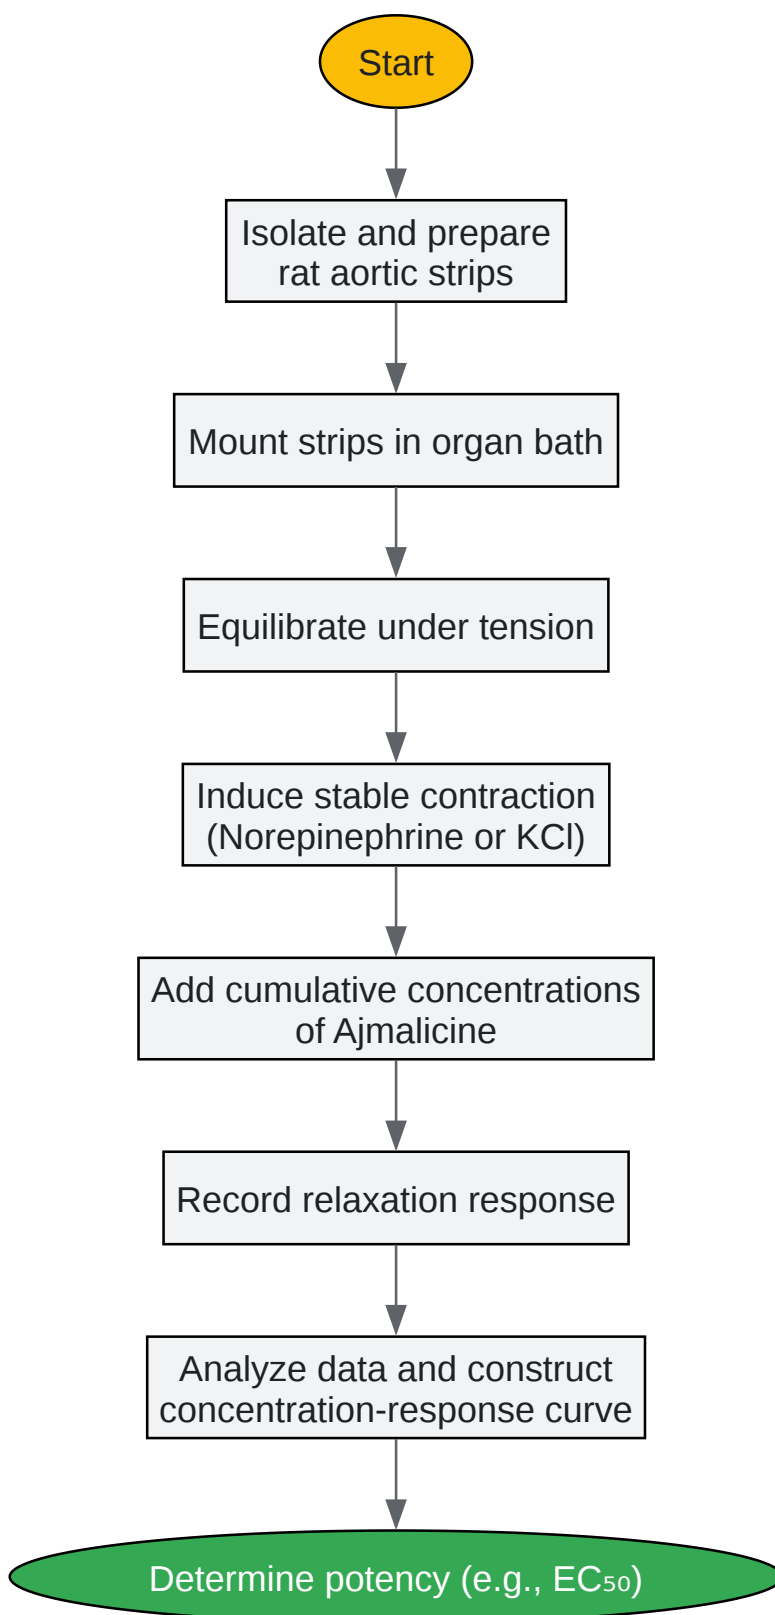 Start
Isolate and prepare
rat aortic strips
Mount strips in organ bath
Equilibrate under tension
Induce stable contraction
(Norepinephrine or KCl)
Add cumulative concentrations
of Ajmalicine
Record relaxation response
Analyze data and construct
concentration-response curve
Determine potency (e.g., EC₅₀)